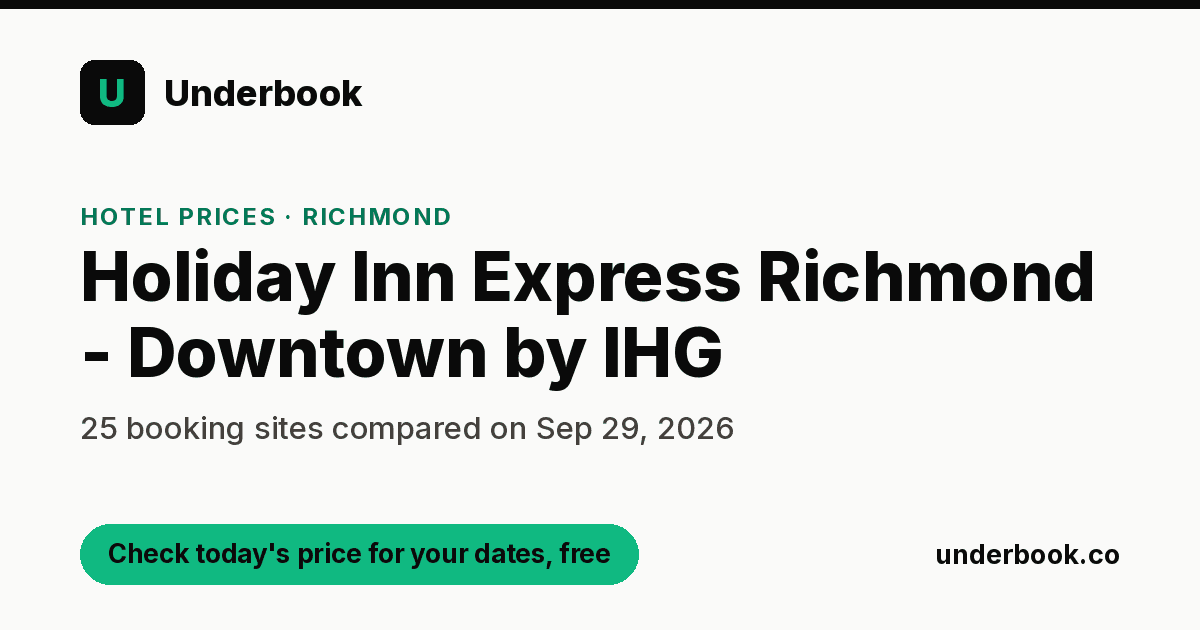 U
Underbook
HOTEL PRICES · RICHMOND
Holiday Inn Express Richmond
- Downtown by IHG
25 booking sites compared on Sep 29, 2026
Check today's price for your dates, free
underbook.co